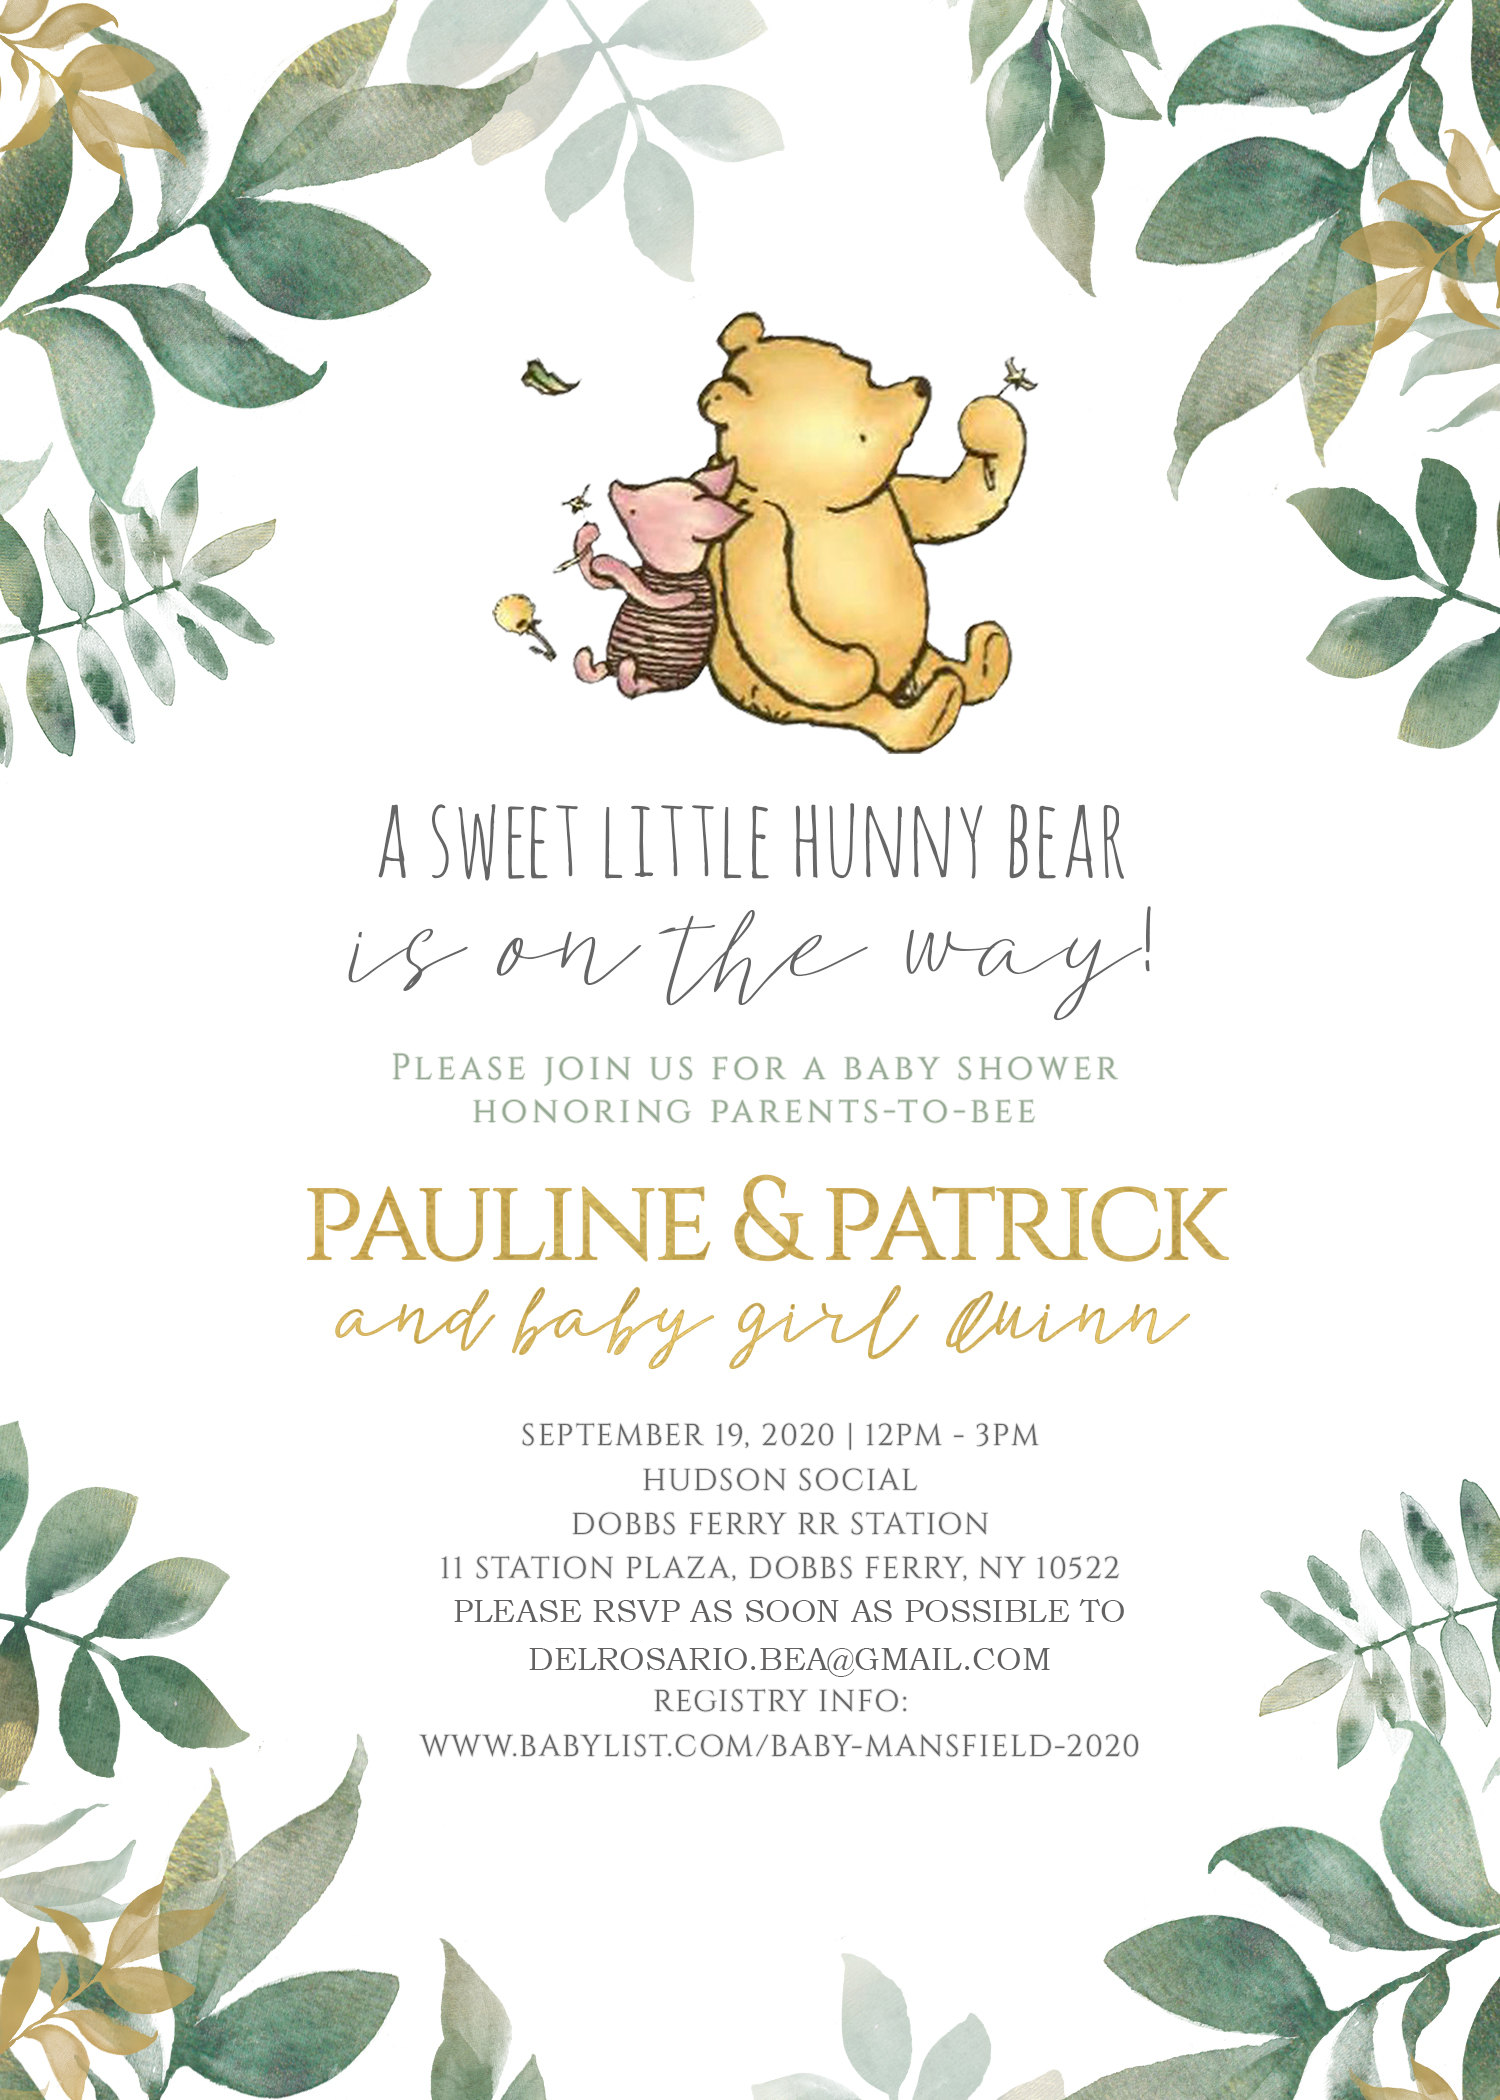 A SWEET LITTLE HUNNY BEAR
is on the way!
PLEASE JOIN US FOR A BABY SHOWER
HONORING PARENTS-TO-BEE
PAULINE & PATRICK
and baby girl Quinn
SEPTEMBER 19, 2020 | 12PM - 3PM
HUDSON SOCIAL
DOBBS FERRY RR STATION
11 STATION PLAZA, DOBBS FERRY, NY 10522
PLEASE RSVP AS SOON AS POSSIBLE TO
DELROSARIO.BEA@GMAIL.COM
REGISTRY INFO:
WWW.BABYLIST.COM/BABY-MANSFIELD-2020